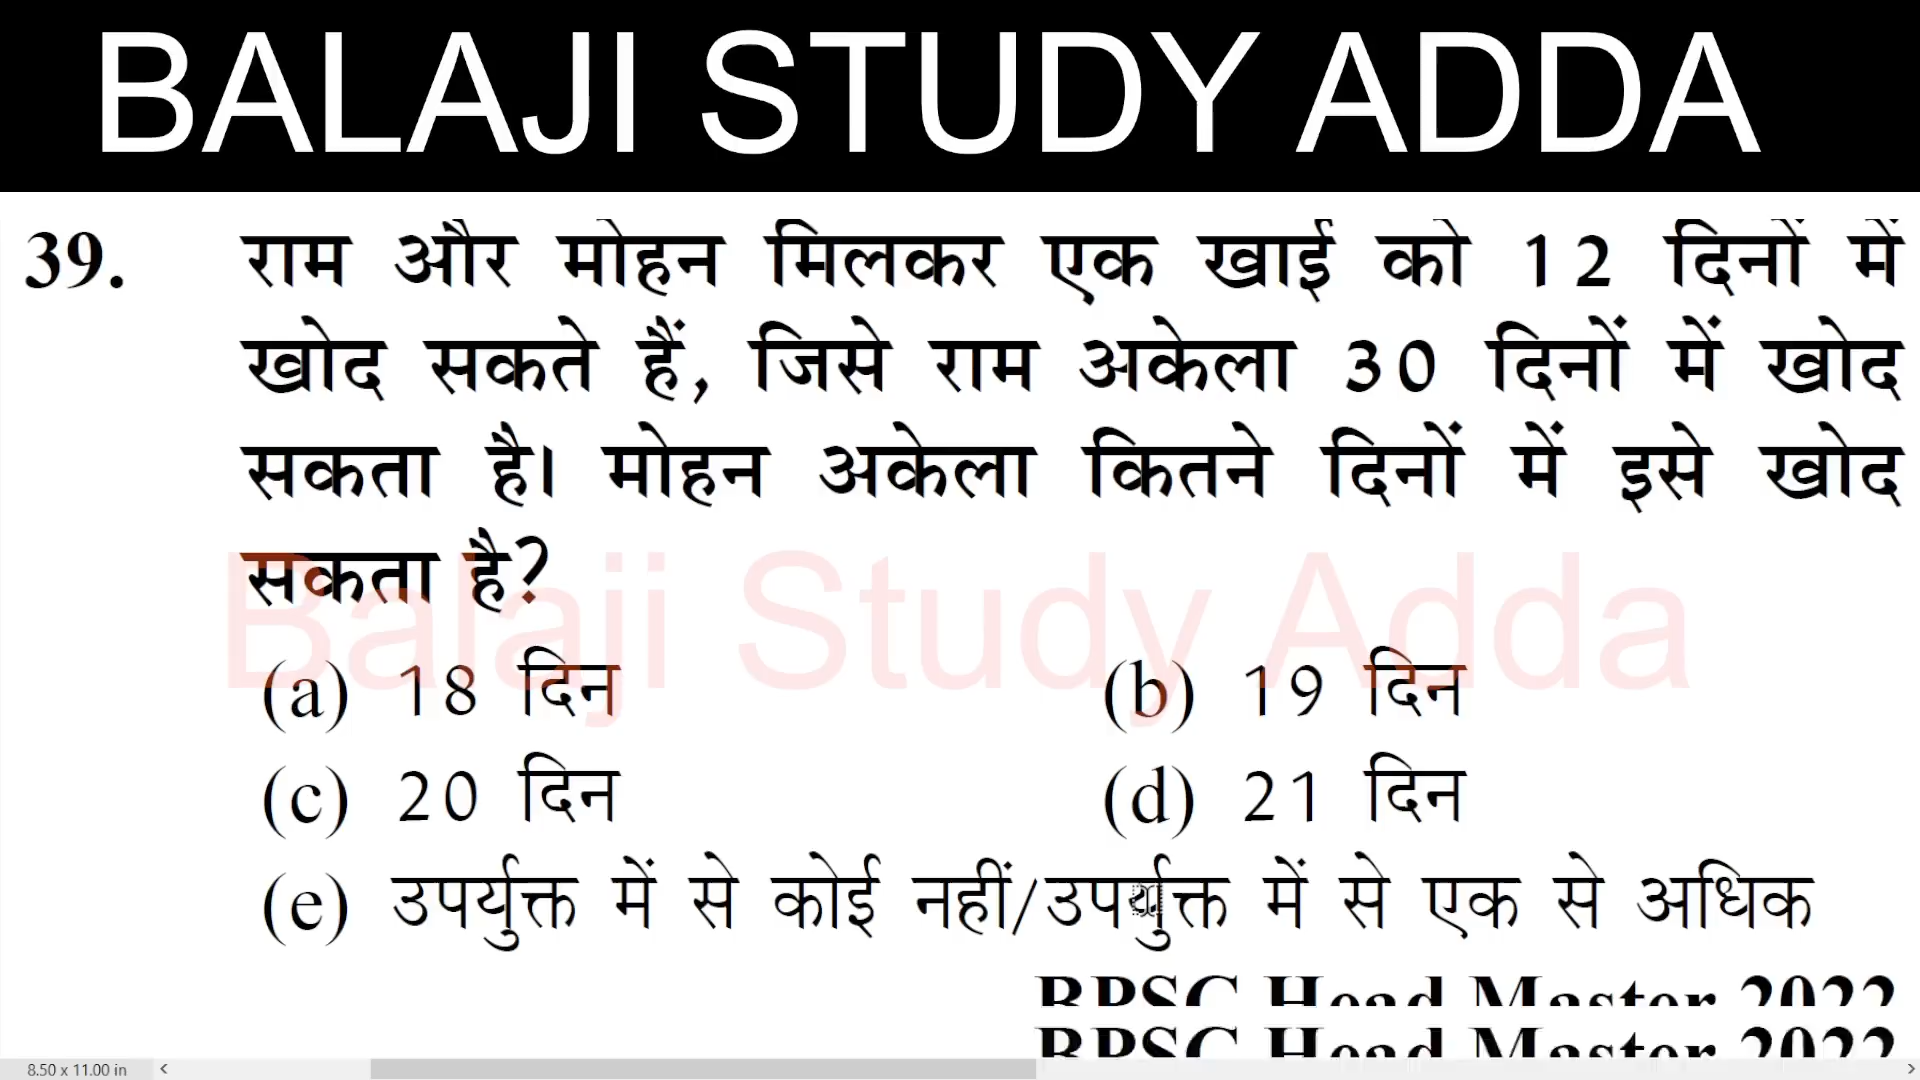 BALAJI STUDY ADDA
39. राम और मोहन मिलकर एक खाई को 12 दिनों में
खोद सकते हैं, जिसे राम अकेला 30 दिनों में खोद
सकता है। मोहन अकेला कितने दिनों में इसे खोद
सकता है?
Balaji Study Adda
(a) 18 दिन (b) 19 दिन
(c) 20 दिन (d) 21 दिन
(e) उपर्युक्त में से कोई नहीं/उपर्युक्त में से एक से अधिक
BPSC Head Master 2022
BPSC Head Master 2022
8.50 x 11.00 in